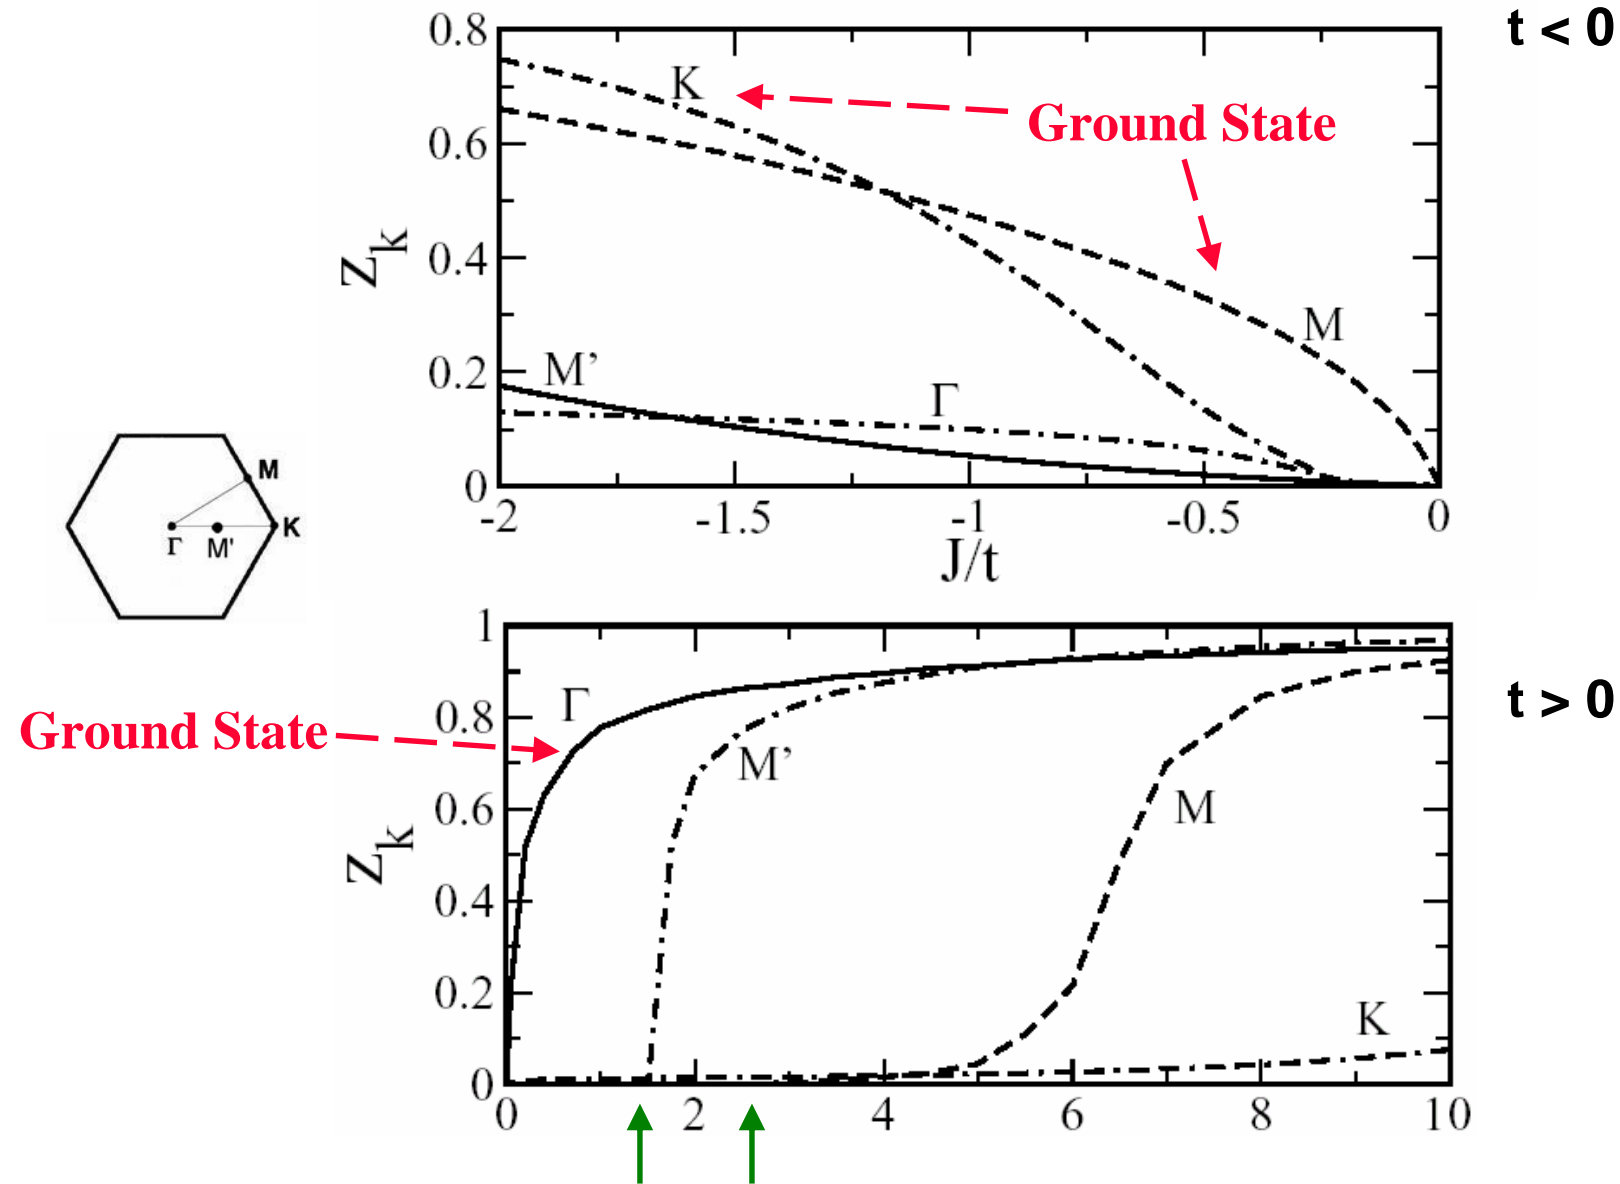 t < 0
0.8
K
Ground State
0.6
Z_k
0.4
M
0.2
M’
Γ
0
-2 -1.5 -1 -0.5 0
J/t
M
Γ M' K
1
t > 0
Γ
0.8
Ground State
M’
M
0.6
Z_k
0.4
0.2
K
0
0 2 4 6 8 10